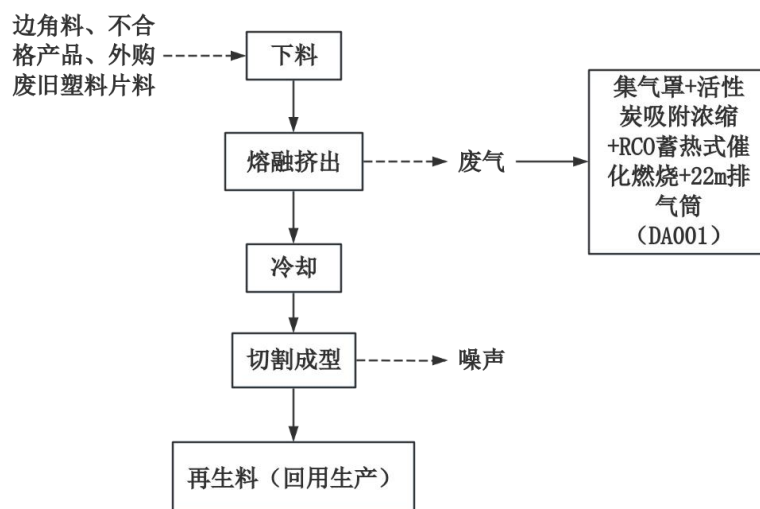 边角料、不合
格产品、外购
废旧塑料片料
下料
集气罩+活性
炭吸附浓缩
+RCO蓄热式催
化燃烧+22m排
气筒
（DA001）
熔融挤出
废气
冷却
切割成型
噪声
再生料（回用生产）